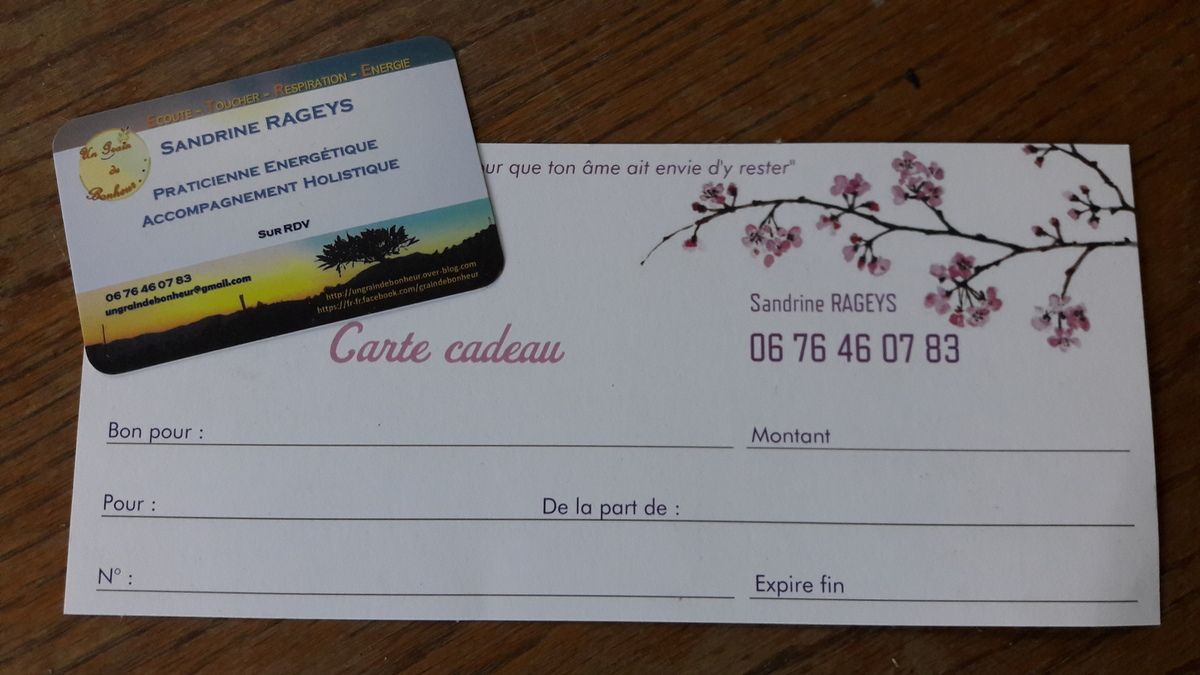 ECOUTE - TOUCHER - RESPIRATION - ENERGIE
Un Grain
de
Bonheur
SANDRINE RAGEYS
PRATICIENNE ENERGÉTIQUE
ACCOMPAGNEMENT HOLISTIQUE
SUR RDV
06 76 46 07 83
ungraindebonheur@gmail.com
http://ungraindebonheur.over-blog.com
https://fr-fr.facebook.com/graindebonheur
que ton âme ait envie d'y rester"
Sandrine RAGEYS
06 76 46 07 83
Carte cadeau
Bon pour :
Montant
Pour :
De la part de :
N° :
Expire fin